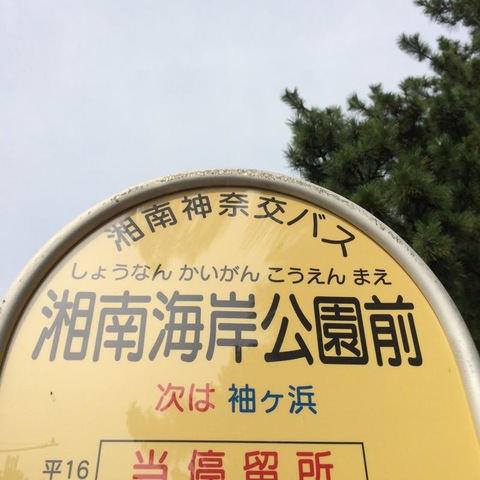 湘南神奈交バス
しょうなん かいがん こうえん まえ
湘南海岸公園前
次は 袖ヶ浜
平16
当停留所